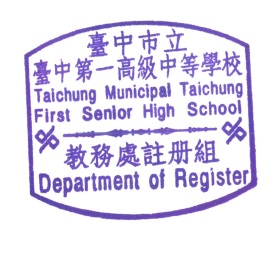 臺中市立
臺中第一高級中等學校
Taichung Municipal Taichung
First Senior High School
教務處註册組
Department of Register